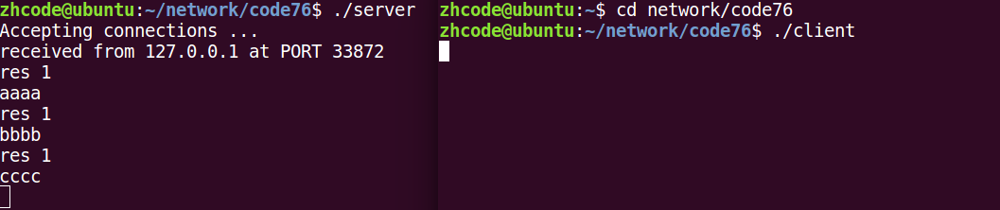 zhcode@ubuntu:~/network/code76$ ./server
Accepting connections ...
received from 127.0.0.1 at PORT 33872
res 1
aaaa
res 1
bbbb
res 1
cccc
zhcode@ubuntu:~$ cd network/code76
zhcode@ubuntu:~/network/code76$ ./client